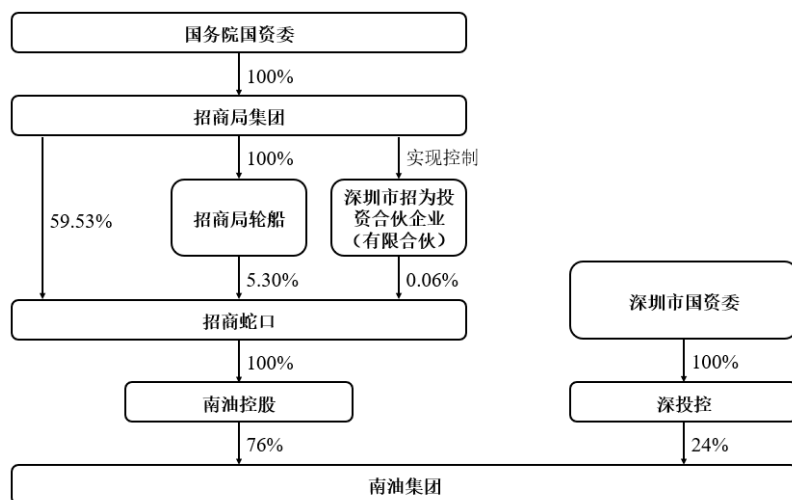 国务院国资委
100%
招商局集团
100%
实现控制
59.53%
招商局轮船
深圳市招为投
资合伙企业
（有限合伙）
5.30%
0.06%
深圳市国资委
招商蛇口
100%
100%
南油控股
深投控
76%
24%
南油集团